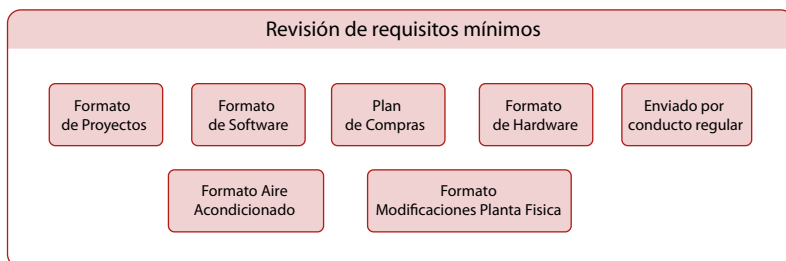 Revisión de requisitos mínimos
Formato
de Proyectos
Formato
de Software
Plan
de Compras
Formato
de Hardware
Enviado por
conducto regular
Formato Aire
Acondicionado
Formato
Modificaciones Planta Fisica